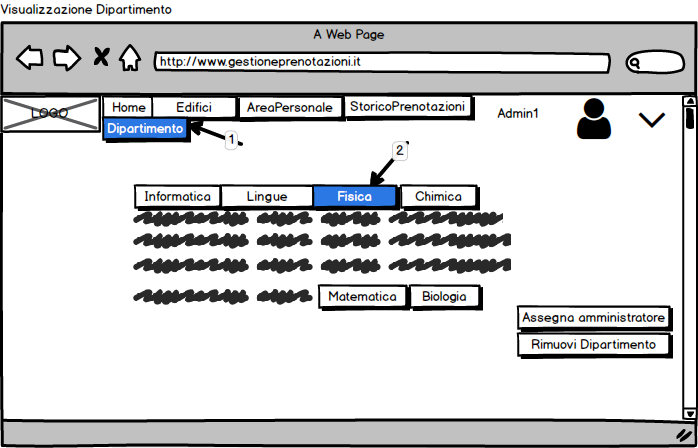 Visualizzazione Dipartimento
A Web Page
http://www.gestioneprenotazioni.it
LOGO
Home Edifici AreaPersonale StoricoPrenotazioni
Admin1
Dipartimento
1
2
Informatica Lingue Fisica Chimica
Matematica Biologia
Assegna amministratore
Rimuovi Dipartimento